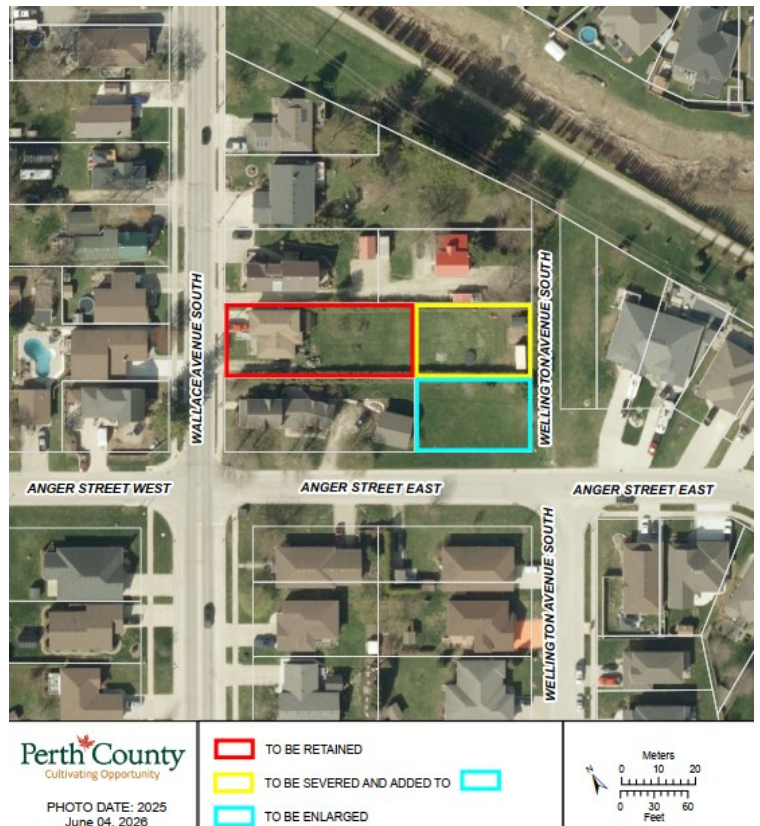 WALLACE AVENUE SOUTH
WELLINGTON AVENUE SOUTH
ANGER STREET WEST
ANGER STREET EAST
ANGER STREET EAST
WELLINGTON AVENUE SOUTH
Perth County
Cultivating Opportunity
PHOTO DATE: 2025
June 04, 2026
TO BE RETAINED
TO BE SEVERED AND ADDED TO
TO BE ENLARGED
N
Meters
0 10 20
0 30 60
Feet